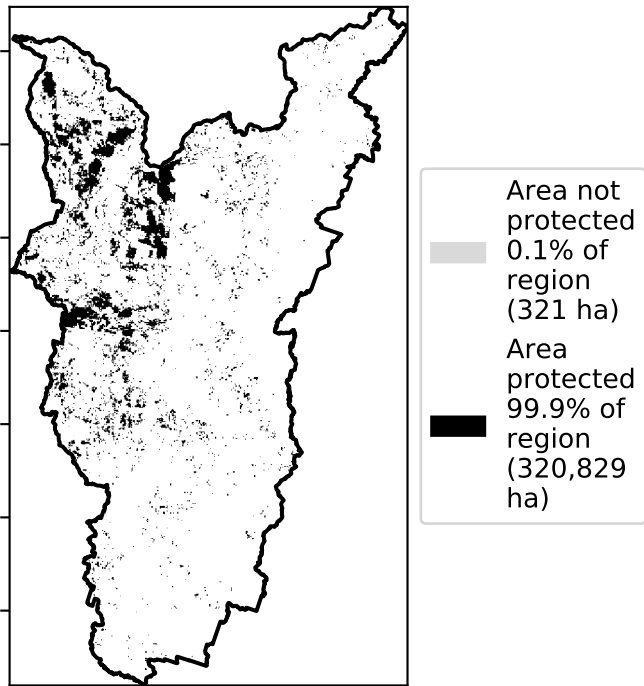 Area not
protected
0.1% of
region
(321 ha)
Area
protected
99.9% of
region
(320,829
ha)